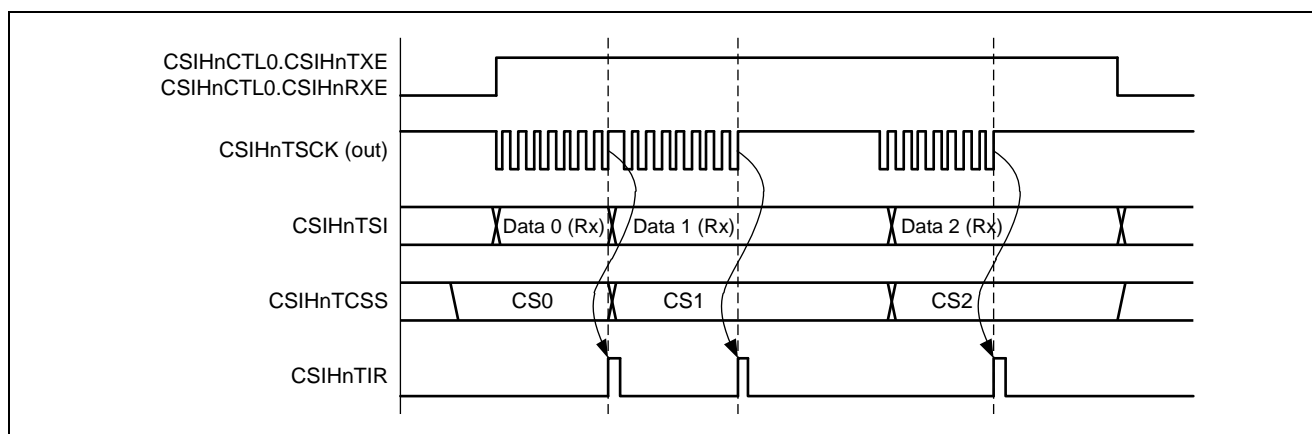 CSIHnCTL0.CSIHnTXE
CSIHnCTL0.CSIHnRXE
CSIHnTSCK (out)
CSIHnTSI
Data 0 (Rx)
Data 1 (Rx)
Data 2 (Rx)
CSIHnTCSS
CS0
CS1
CS2
CSIHnTIR